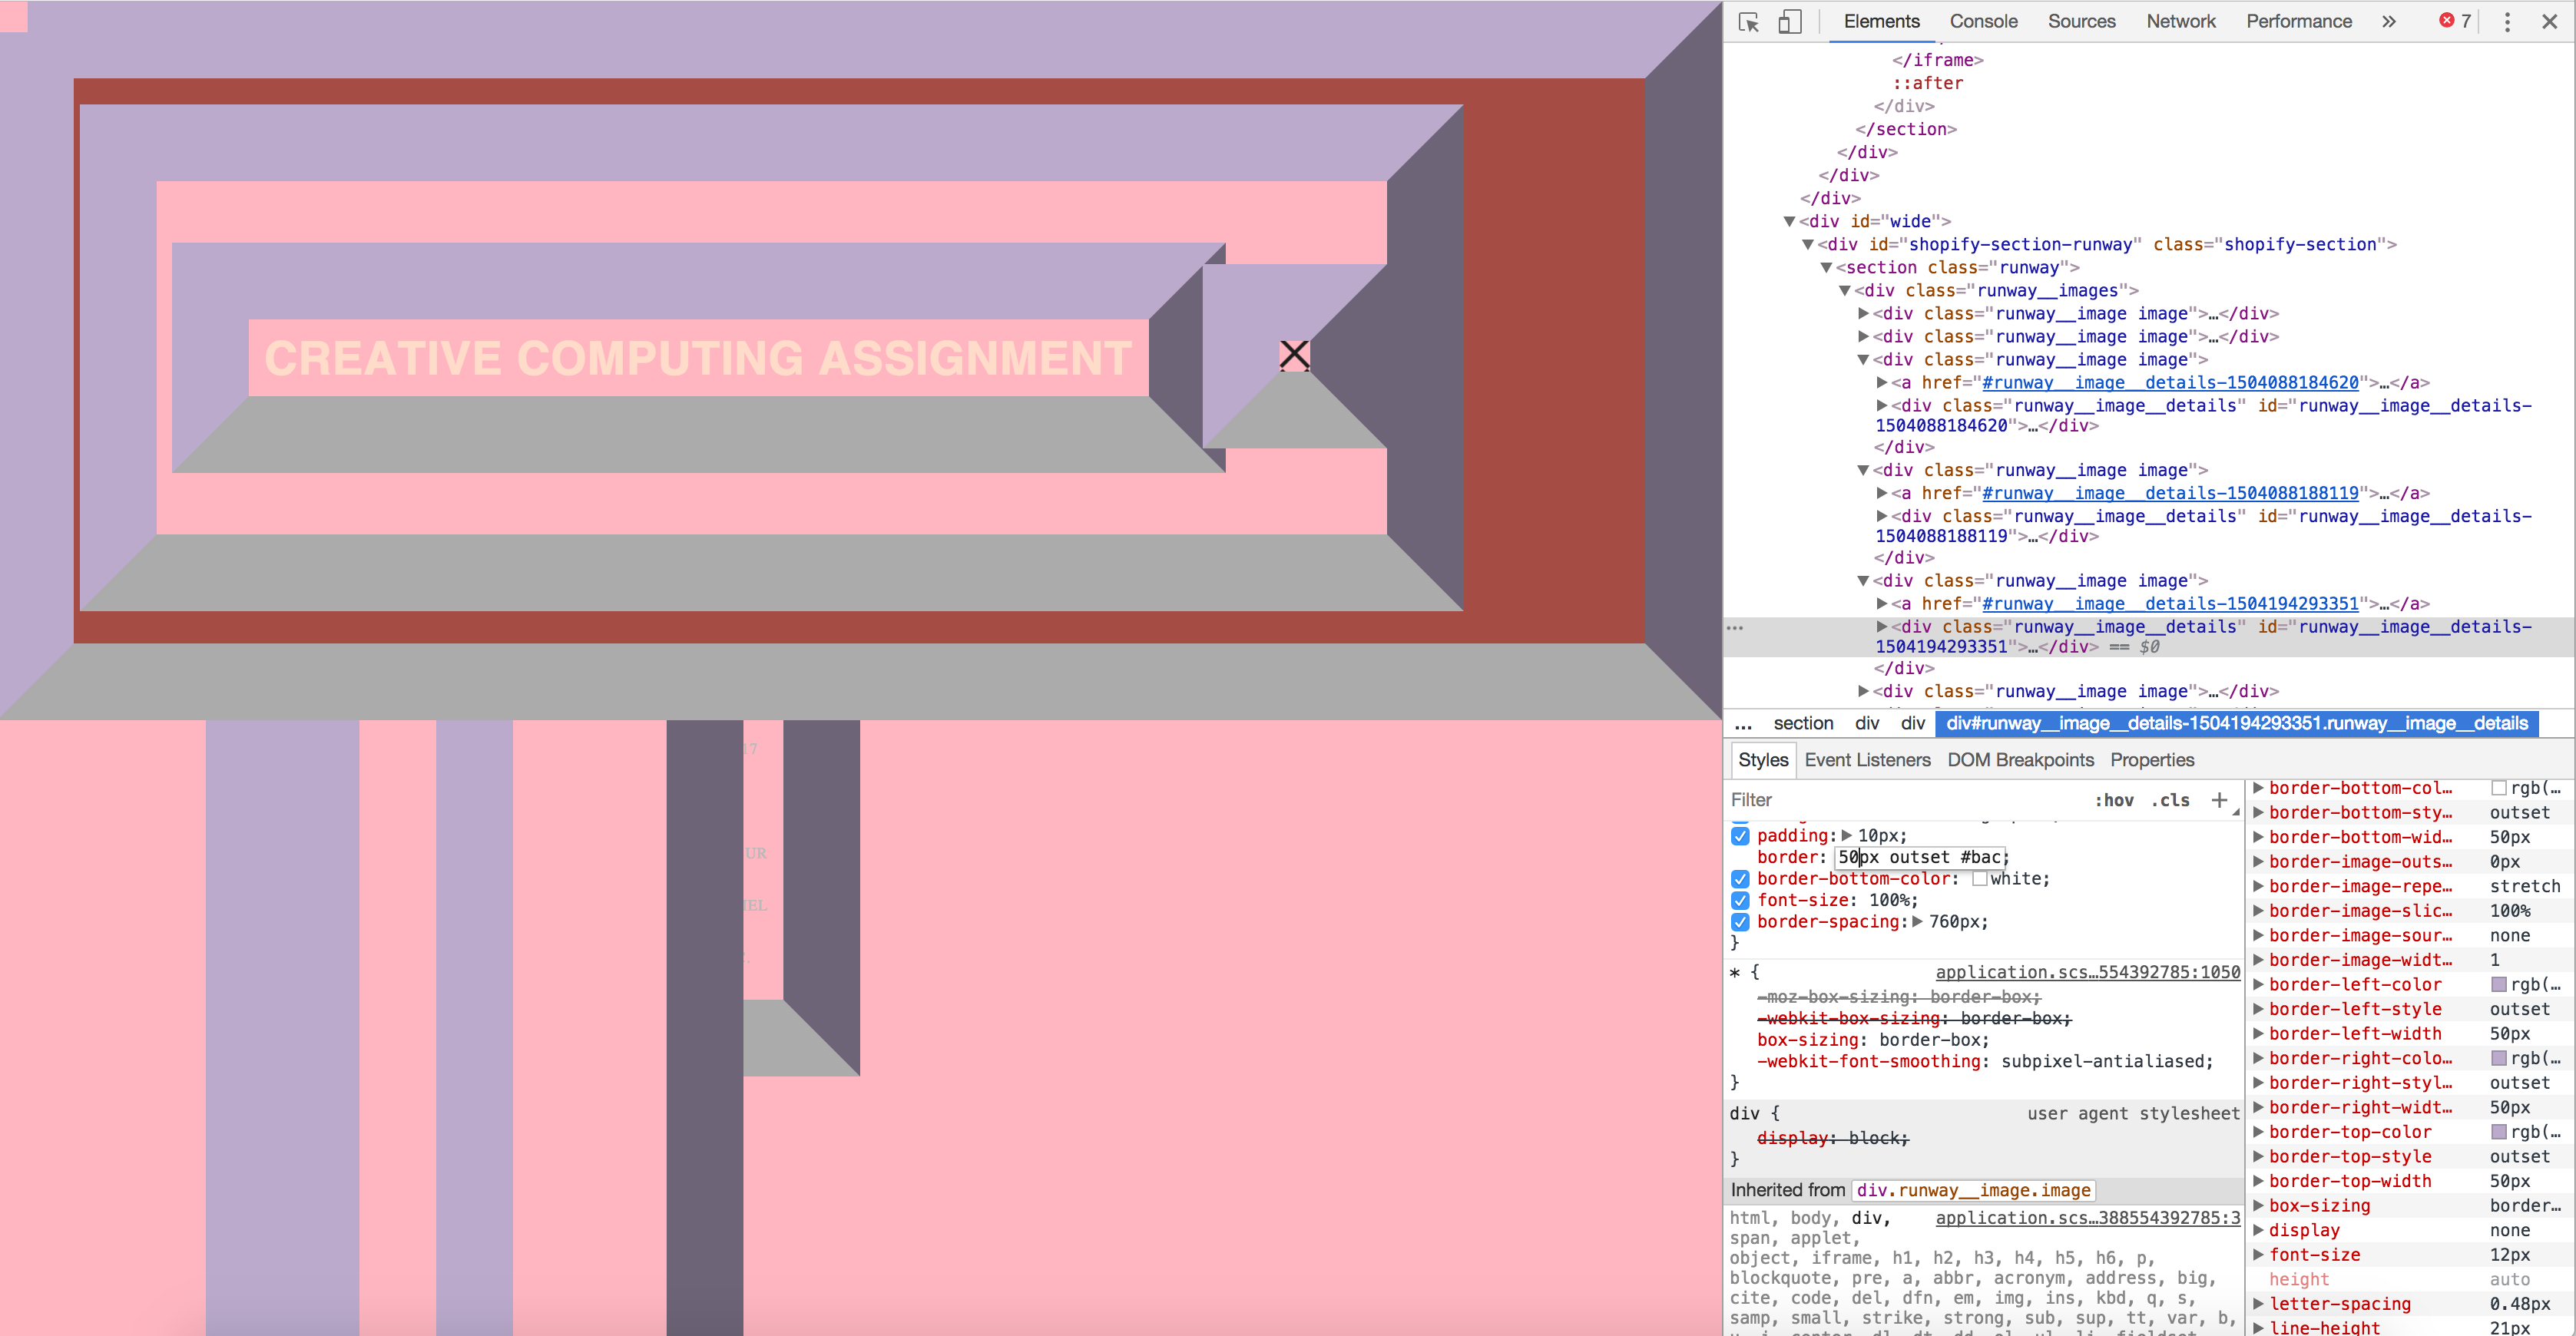 CREATIVE COMPUTING ASSIGNMENT
17
UR
IEL
Elements Console Sources Network Performance » 7
</iframe>
::after
</div>
</section>
</div>
</div>
</div>
<div id="wide">
<div id="shopify-section-runway" class="shopify-section">
<section class="runway">
<div class="runway__images">
<div class="runway__image image">…</div>
<div class="runway__image image">…</div>
<div class="runway__image image">
<a href="#runway__image__details-1504088184620">…</a>
<div class="runway__image__details" id="runway__image__details-
1504088184620">…</div>
</div>
<div class="runway__image image">
<a href="#runway__image__details-1504088188119">…</a>
<div class="runway__image__details" id="runway__image__details-
1504088188119">…</div>
</div>
<div class="runway__image image">
<a href="#runway__image__details-1504194293351">…</a>
<div class="runway__image__details" id="runway__image__details-
1504194293351">…</div> == $0
</div>
<div class="runway__image image">…</div>
... section div div div#runway__image__details-1504194293351.runway__image__details
Styles Event Listeners DOM Breakpoints Properties
Filter :hov .cls +
padding: 10px;
border: 50px outset #bac;
border-bottom-color: white;
font-size: 100%;
border-spacing: 760px;
}
* { application.scs…554392785:1050
-moz-box-sizing: border-box;
-webkit-box-sizing: border-box;
box-sizing: border-box;
-webkit-font-smoothing: subpixel-antialiased;
}
div { user agent stylesheet
display: block;
}
Inherited from div.runway__image.image
html, body, div, application.scs…388554392785:3
span, applet,
object, iframe, h1, h2, h3, h4, h5, h6, p,
blockquote, pre, a, abbr, acronym, address, big,
cite, code, del, dfn, em, img, ins, kbd, q, s,
samp, small, strike, strong, sub, sup, tt, var, b,
border-bottom-col… rgb(…
border-bottom-sty… outset
border-bottom-wid… 50px
border-image-outs… 0px
border-image-repe… stretch
border-image-slic… 100%
border-image-sour… none
border-image-widt… 1
border-left-color rgb(…
border-left-style outset
border-left-width 50px
border-right-colo… rgb(…
border-right-styl… outset
border-right-widt… 50px
border-top-color rgb(…
border-top-style outset
border-top-width 50px
box-sizing border…
display none
font-size 12px
height auto
letter-spacing 0.48px
line-height 21px